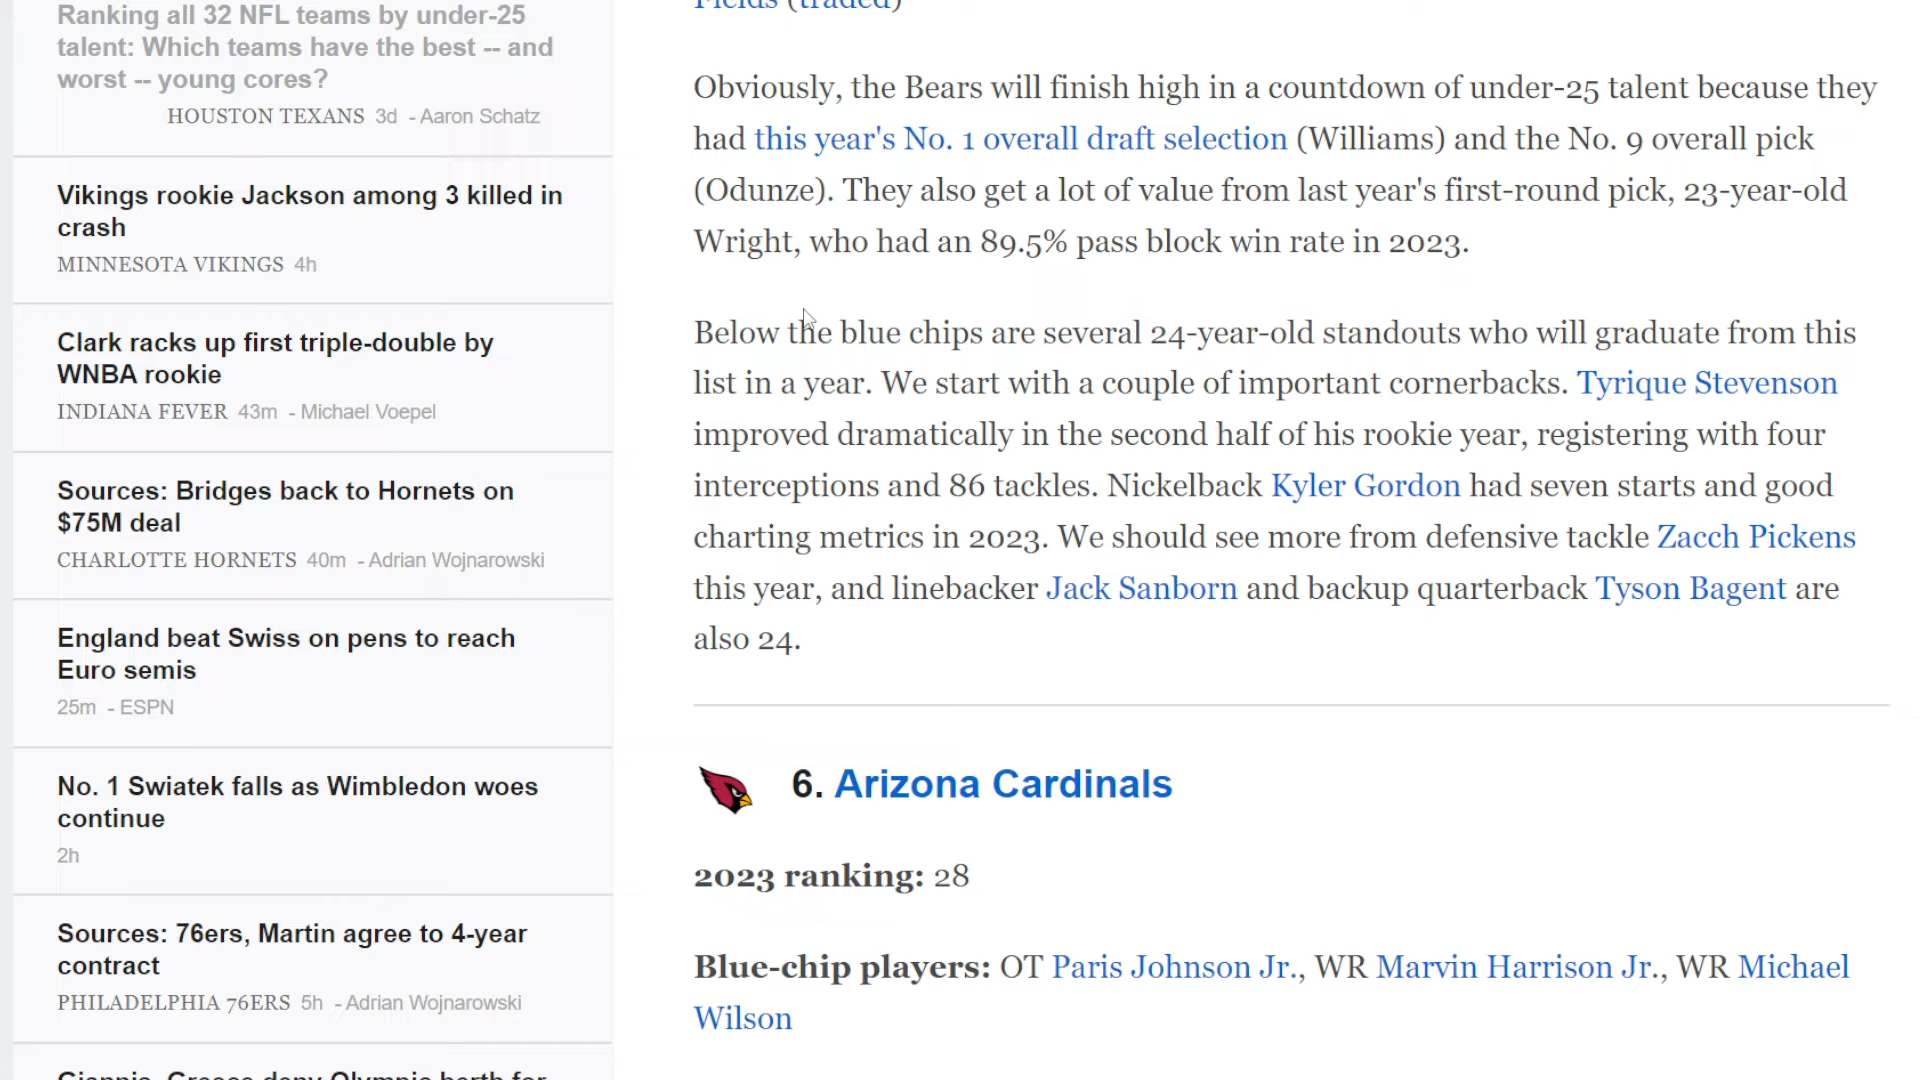 Ranking all 32 NFL teams by under-25
talent: Which teams have the best -- and
worst -- young cores?
HOUSTON TEXANS 3d - Aaron Schatz
Vikings rookie Jackson among 3 killed in
crash
MINNESOTA VIKINGS 4h
Clark racks up first triple-double by
WNBA rookie
INDIANA FEVER 43m - Michael Voepel
Sources: Bridges back to Hornets on
$75M deal
CHARLOTTE HORNETS 40m - Adrian Wojnarowski
England beat Swiss on pens to reach
Euro semis
25m - ESPN
No. 1 Swiatek falls as Wimbledon woes
continue
2h
Sources: 76ers, Martin agree to 4-year
contract
PHILADELPHIA 76ERS 5h - Adrian Wojnarowski
Giannis, Greece deny Olympic berth for
Fields (traded)
Obviously, the Bears will finish high in a countdown of under-25 talent because they
had this year's No. 1 overall draft selection (Williams) and the No. 9 overall pick
(Odunze). They also get a lot of value from last year's first-round pick, 23-year-old
Wright, who had an 89.5% pass block win rate in 2023.
Below the blue chips are several 24-year-old standouts who will graduate from this
list in a year. We start with a couple of important cornerbacks. Tyrique Stevenson
improved dramatically in the second half of his rookie year, registering with four
interceptions and 86 tackles. Nickelback Kyler Gordon had seven starts and good
charting metrics in 2023. We should see more from defensive tackle Zacch Pickens
this year, and linebacker Jack Sanborn and backup quarterback Tyson Bagent are
also 24.
6. Arizona Cardinals
2023 ranking: 28
Blue-chip players: OT Paris Johnson Jr., WR Marvin Harrison Jr., WR Michael
Wilson